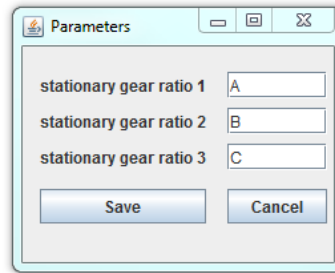 Parameters
stationary gear ratio 1 A
stationary gear ratio 2 B
stationary gear ratio 3 C
Save Cancel